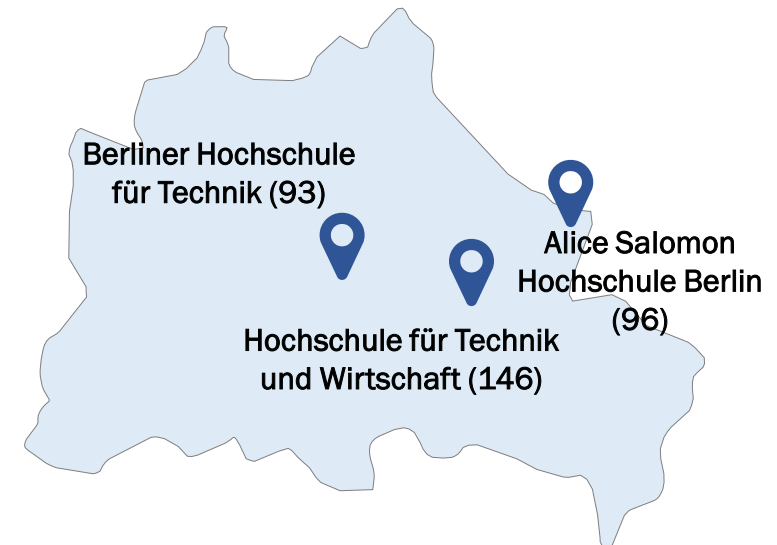 Berliner Hochschule
für Technik (93)
Alice Salomon
Hochschule Berlin
(96)
Hochschule für Technik
und Wirtschaft (146)